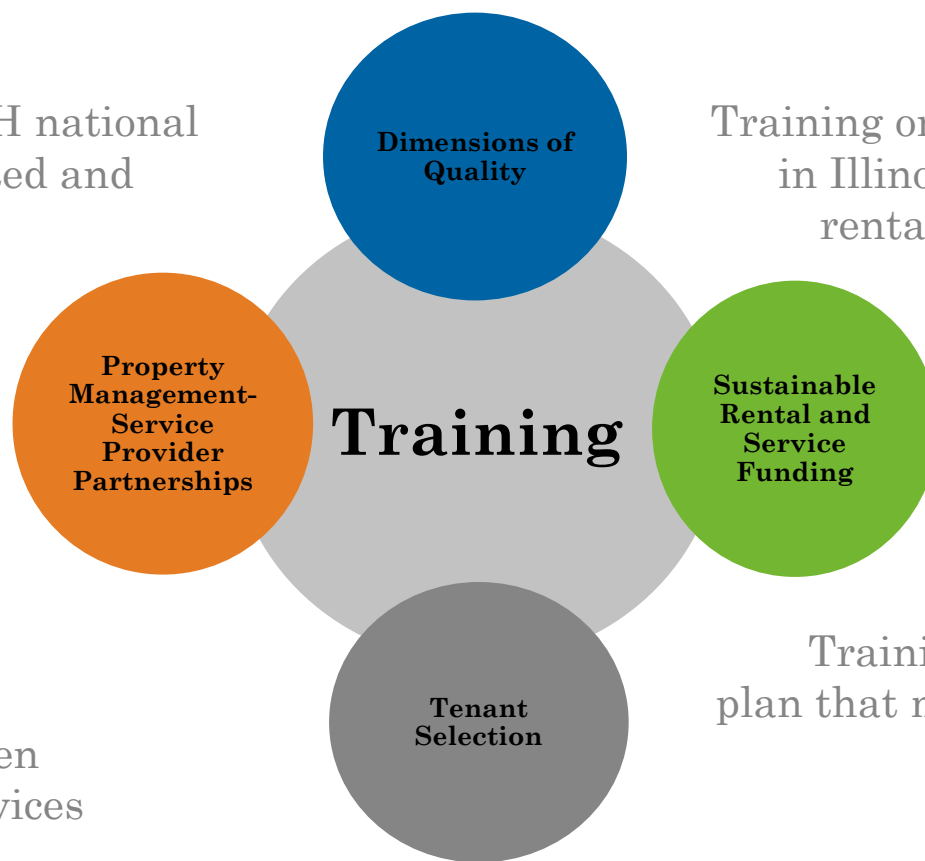 H national
ed and
Dimensions of
Quality
Training
in Illino
renta
Property
Management-
Service
Provider
Partnerships
Training
Sustainable
Rental and
Service
Funding
Traini
plan that
Tenant
Selection
en
vices